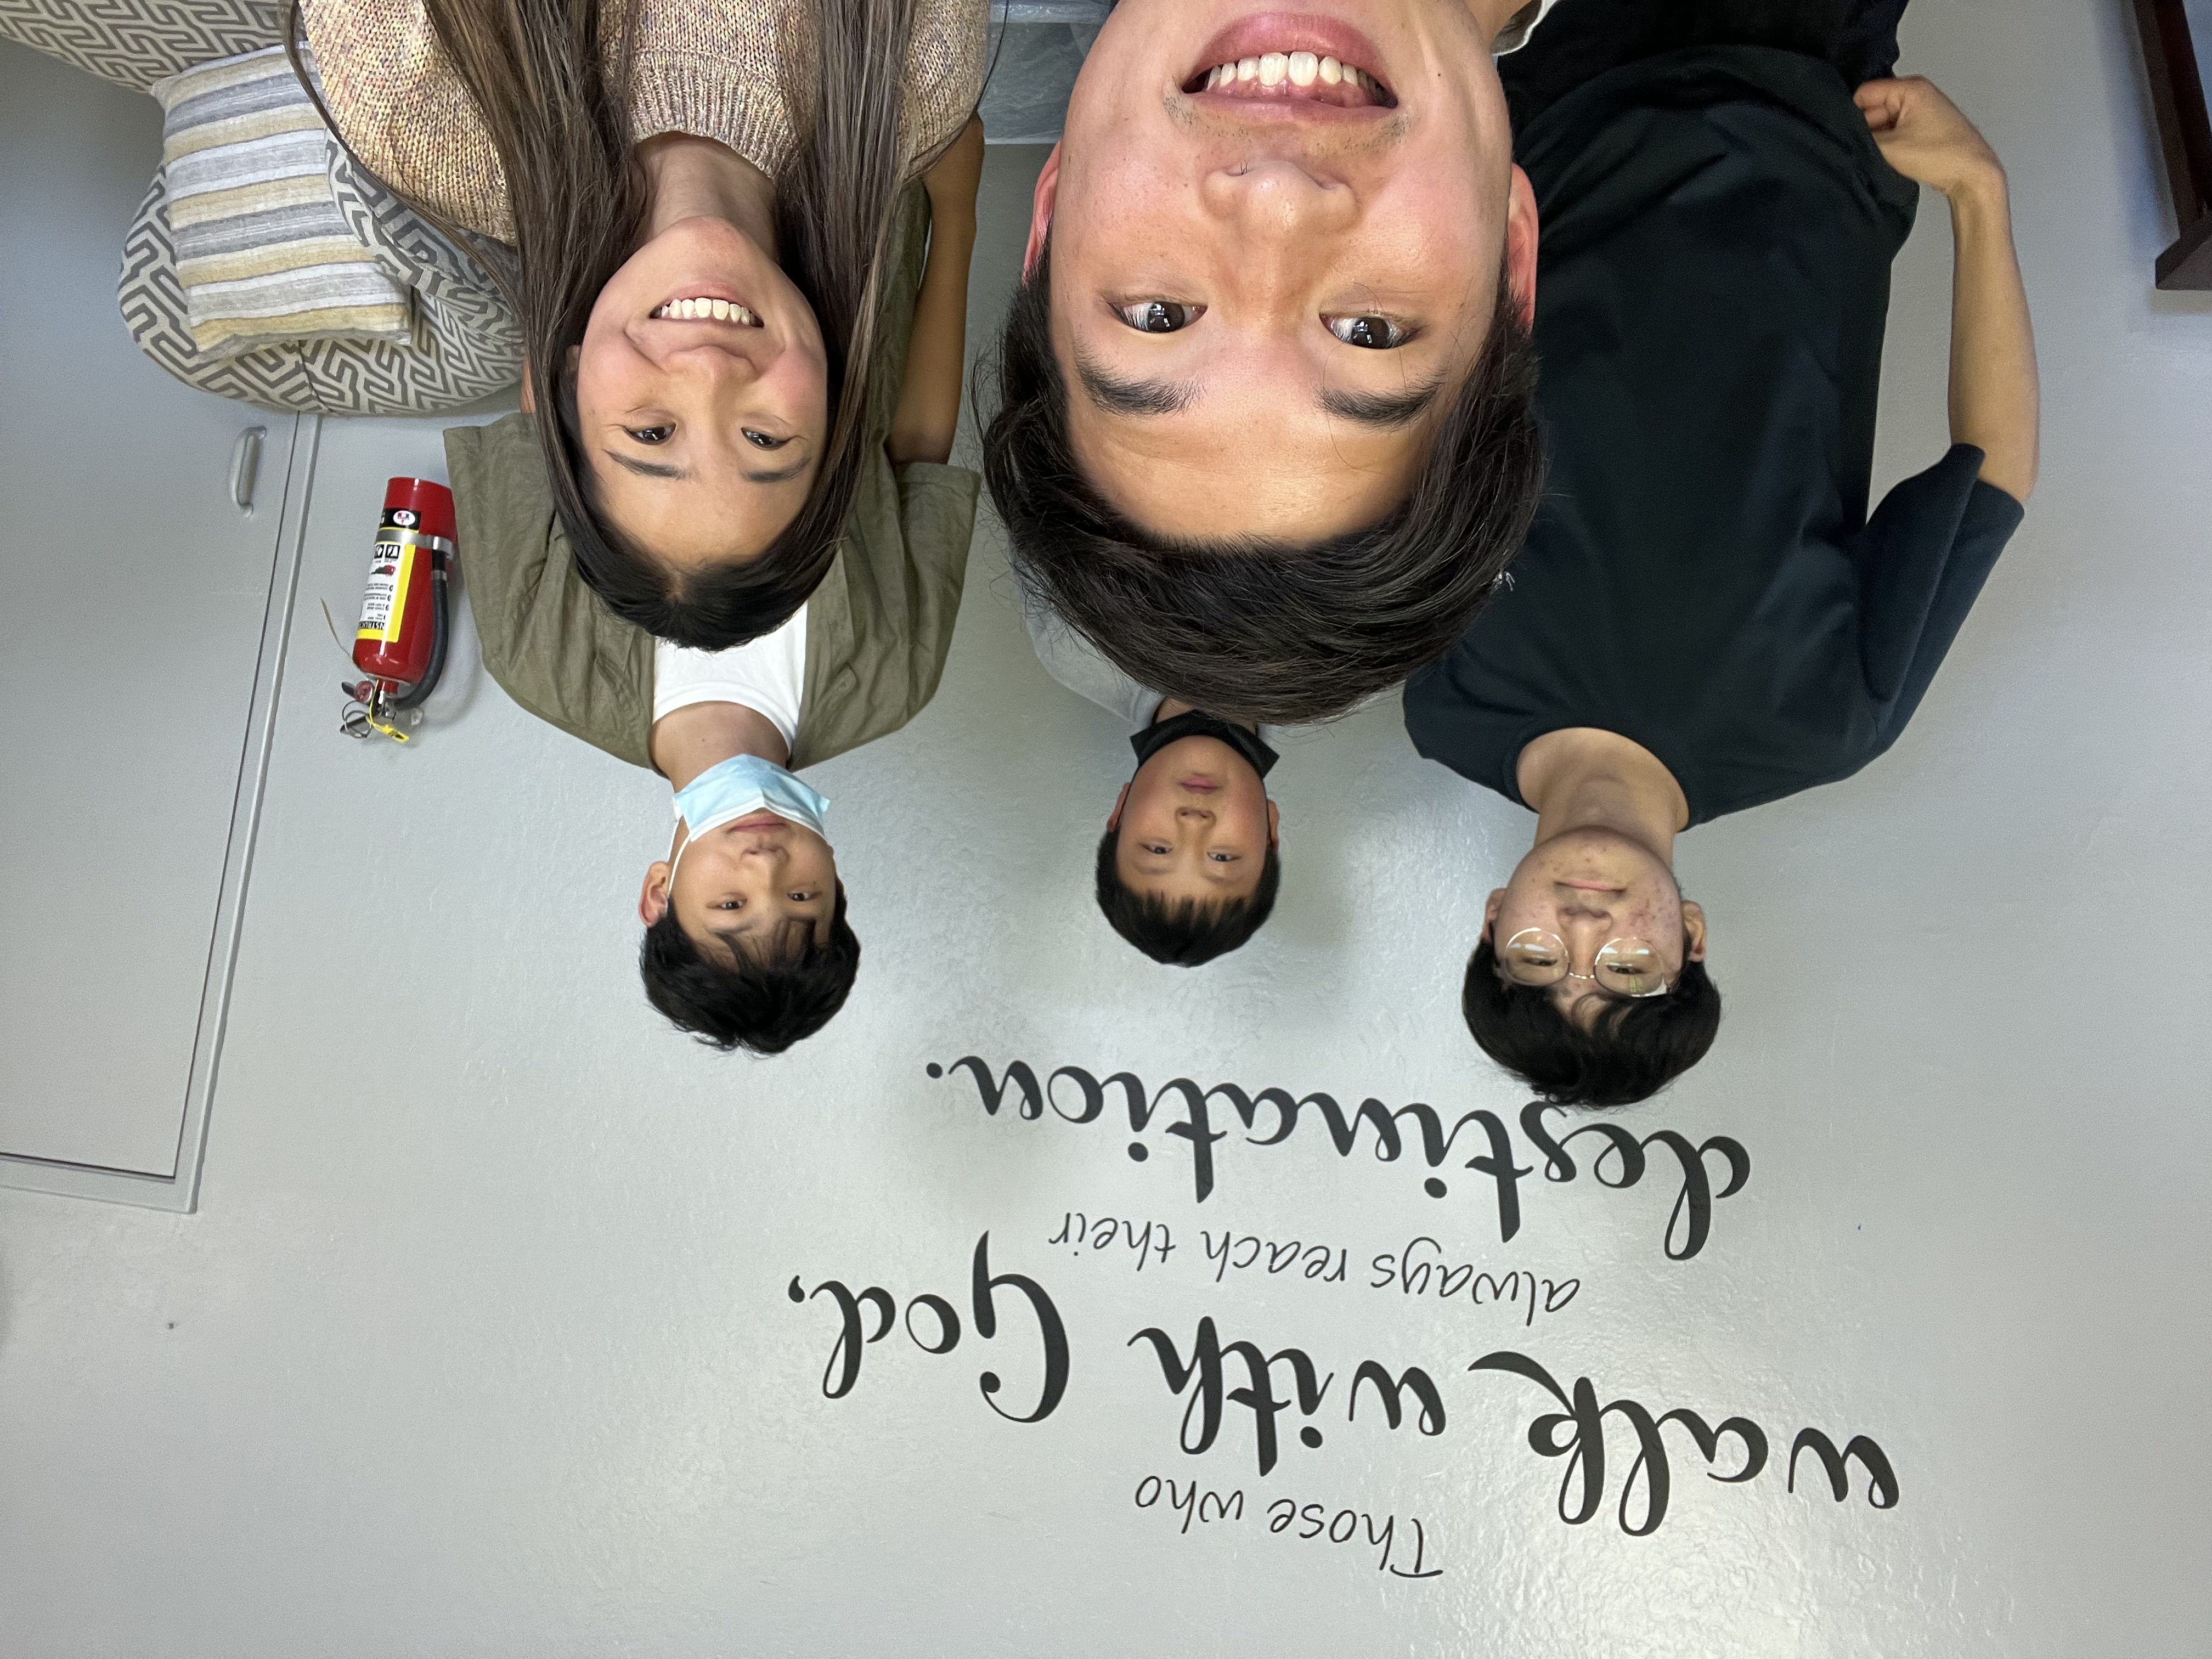 Those who
walk with God,
always reach their
destination.